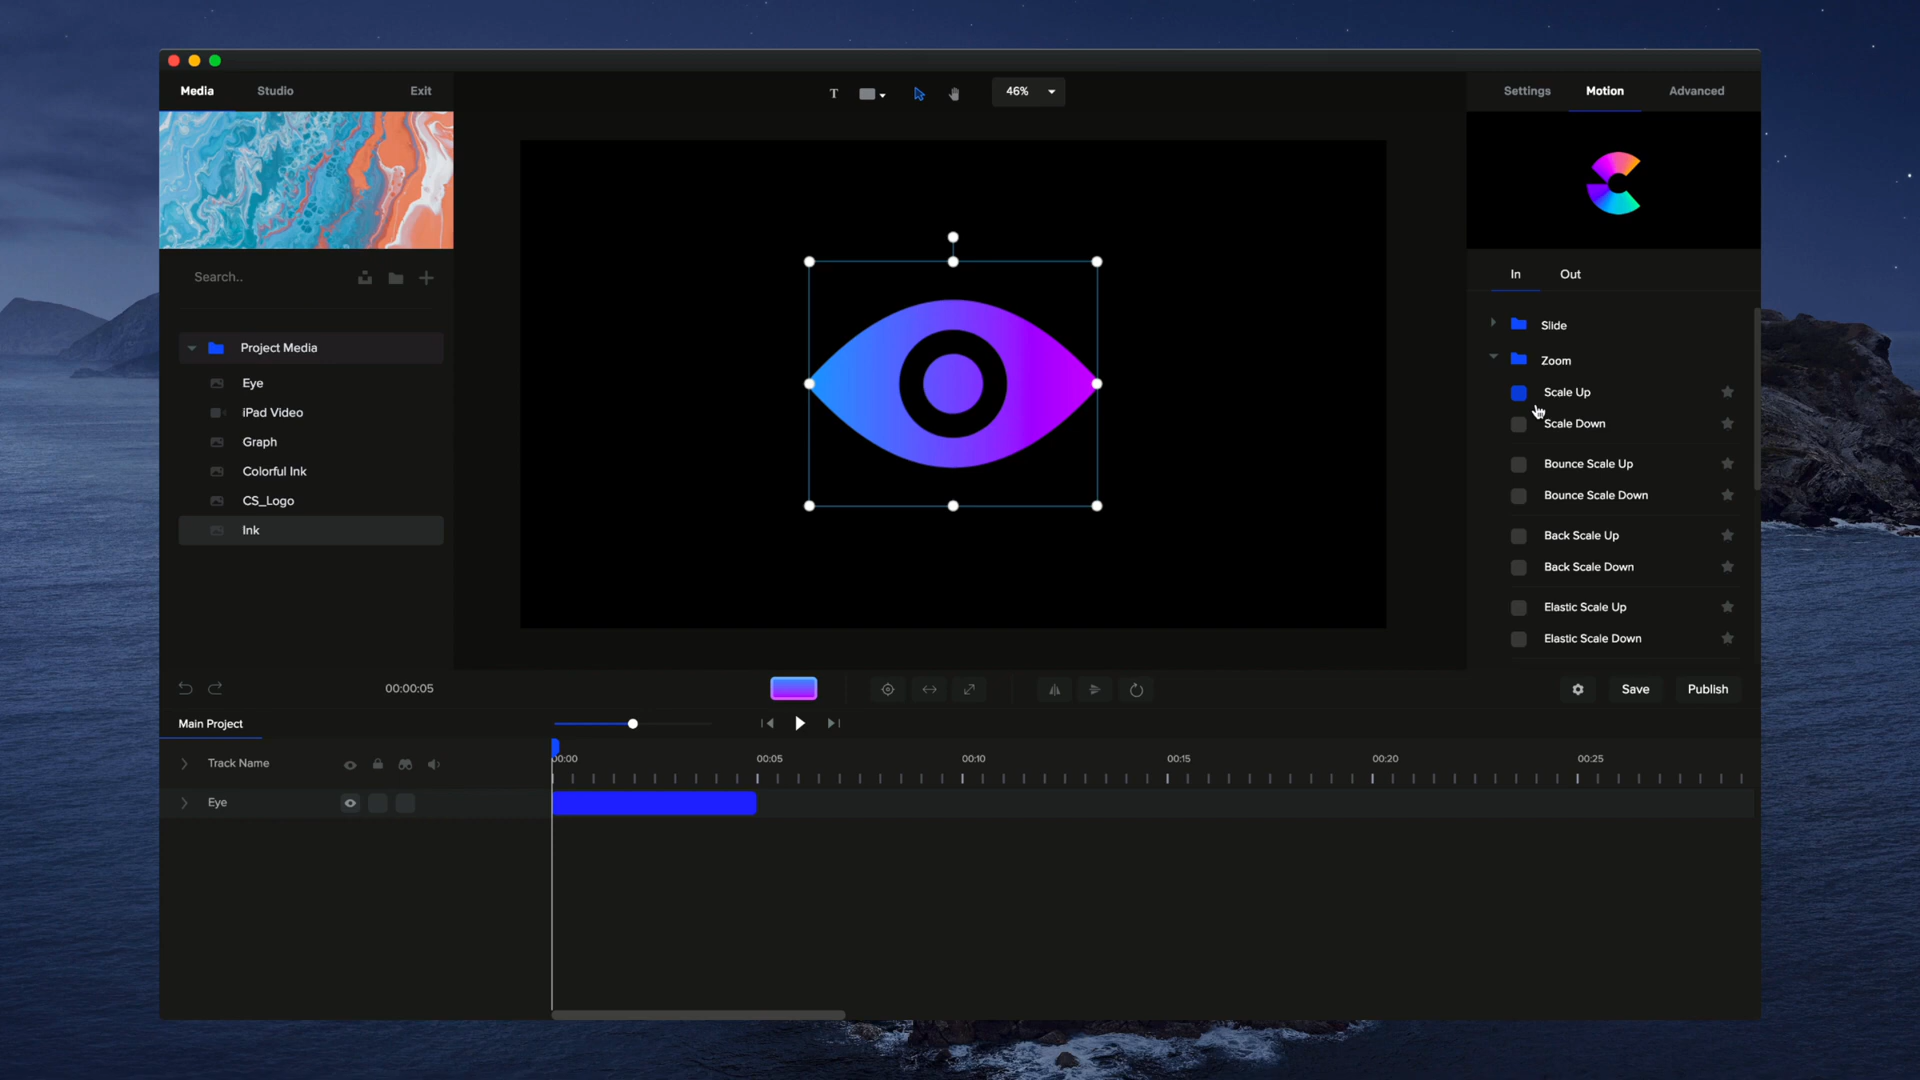 Media
Studio
Exit
T
46%
Settings
Motion
Advanced
Search..
In
Out
Project Media
Eye
iPad Video
Graph
Colorful Ink
CS_Logo
Ink
Slide
Zoom
Scale Up
Scale Down
Bounce Scale Up
Bounce Scale Down
Back Scale Up
Back Scale Down
Elastic Scale Up
Elastic Scale Down
00:00:05
Save
Publish
Main Project
Track Name
00:00
00:05
00:10
00:15
00:20
00:25
Eye